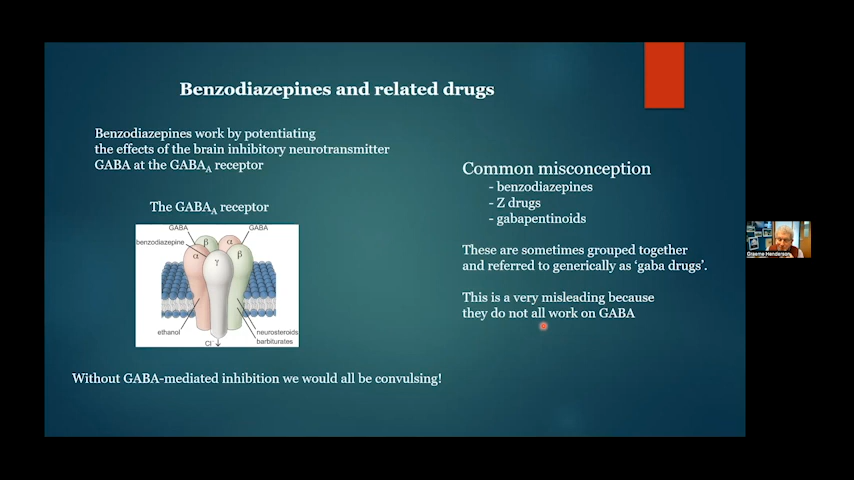 Benzodiazepines and related drugs
Benzodiazepines work by potentiating
the effects of the brain inhibitory neurotransmitter
GABA at the GABAA receptor
The GABAA receptor
GABA
GABA
benzodiazepine
β
α
α
γ
β
ethanol
neurosteroids
barbiturates
Cl⁻
Without GABA-mediated inhibition we would all be convulsing!
Common misconception
- benzodiazepines
- Z drugs
- gabapentinoids
These are sometimes grouped together
and referred to generically as ‘gaba drugs’.
This is a very misleading because
they do not all work on GABA
Graeme Henderson